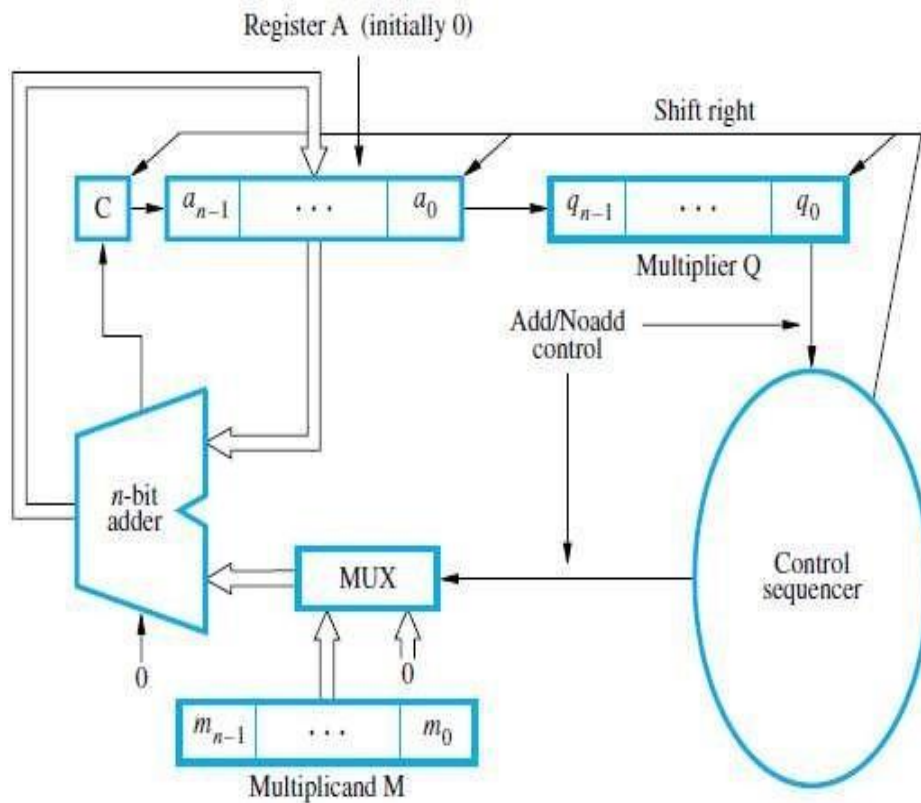 Register A (initially 0)
Shift right
C
a_{n-1} ... a_0
q_{n-1} ... q_0
Multiplier Q
Add/Noadd
control
n-bit
adder
MUX
Control
sequencer
0
0
m_{n-1} ... m_0
Multiplicand M